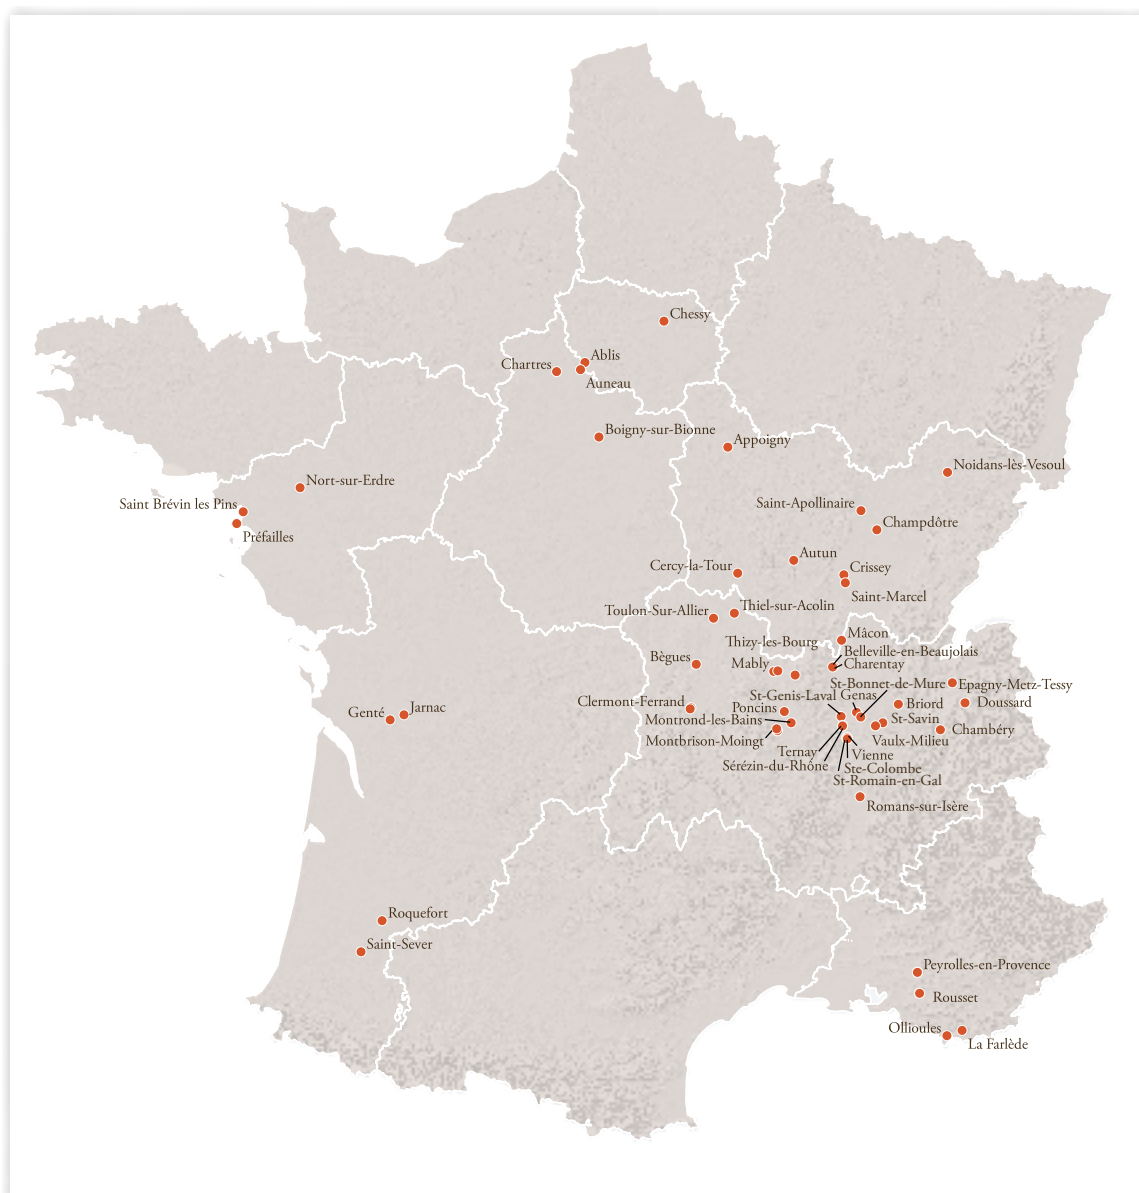 Chessy
Ablis
Chartres
Auneau
Boigny-sur-Bionne
Appoigny
Noidans-lès-Vesoul
Nort-sur-Erdre
Saint Brévin les Pins
Saint-Apollinaire
Champdôtre
Préfailles
Autun
Cercy-la-Tour
Crissey
Saint-Marcel
Toulon-Sur-Allier
Thiel-sur-Acolin
Mâcon
Thizy-les-Bourg
Belleville-en-Beaujolais
Bègues
Mably
Charentay
St-Bonnet-de-Mure
Epagny-Metz-Tessy
St-Genis-Laval
Genas
Clermont-Ferrand
Briord
Doussard
Poncins
Genté
Jarnac
Montrond-les-Bains
St-Savin
Chambéry
Montbrison-Moingt
Vaulx-Milieu
Ternay
Vienne
Sérézin-du-Rhône
Ste-Colombe
St-Romain-en-Gal
Romans-sur-Isère
Roquefort
Saint-Sever
Peyrolles-en-Provence
Rousset
Ollioules
La Farlède